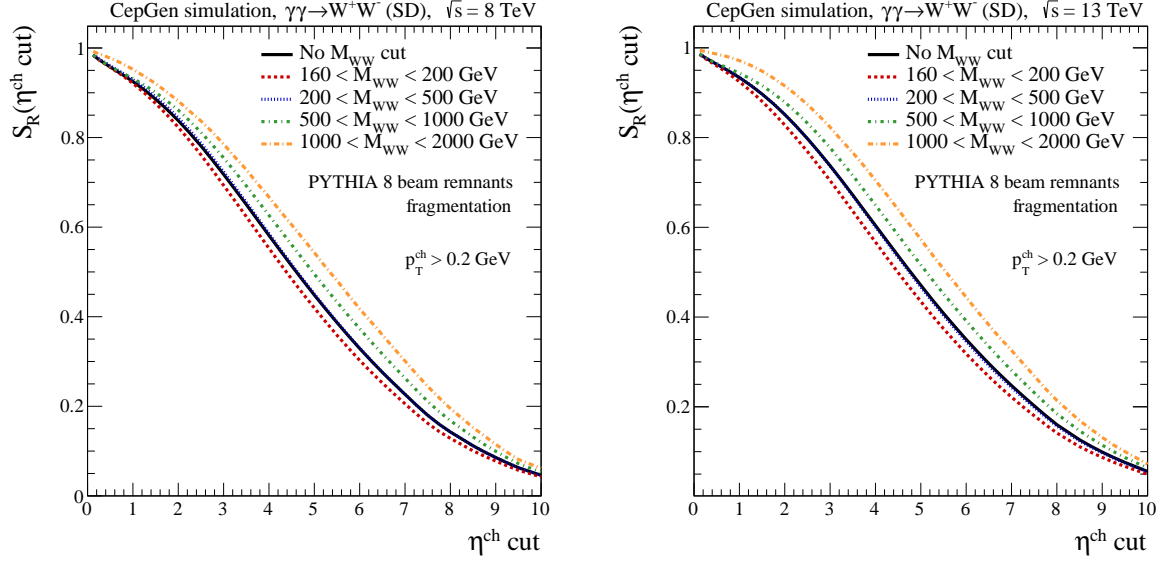 CepGen simulation, γγ→W⁺W⁻ (SD), √s = 8 TeV
S_R(η^ch cut)
No M_WW cut
160 < M_WW < 200 GeV
200 < M_WW < 500 GeV
500 < M_WW < 1000 GeV
1000 < M_WW < 2000 GeV
PYTHIA 8 beam remnants
fragmentation
p_T^ch > 0.2 GeV
1
0.8
0.6
0.4
0.2
0
0 1 2 3 4 5 6 7 8 9 10
η^ch cut
CepGen simulation, γγ→W⁺W⁻ (SD), √s = 13 TeV
S_R(η^ch cut)
No M_WW cut
160 < M_WW < 200 GeV
200 < M_WW < 500 GeV
500 < M_WW < 1000 GeV
1000 < M_WW < 2000 GeV
PYTHIA 8 beam remnants
fragmentation
p_T^ch > 0.2 GeV
1
0.8
0.6
0.4
0.2
0
0 1 2 3 4 5 6 7 8 9 10
η^ch cut